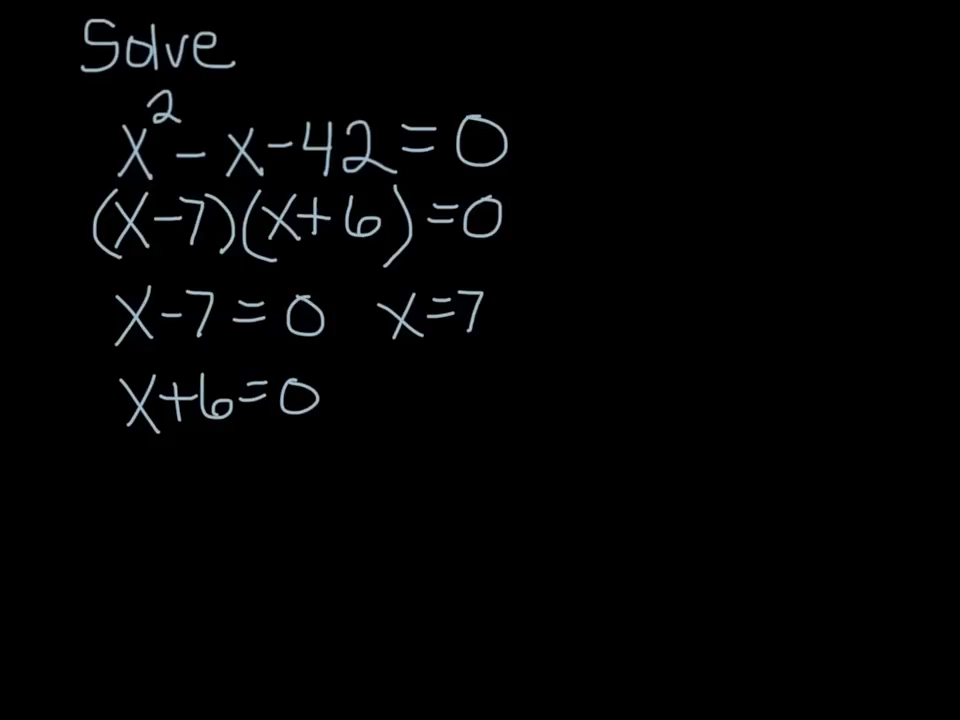 Solve
x² - x - 42 = 0
(x - 7)(x + 6) = 0
x - 7 = 0 x = 7
x + 6 = 0